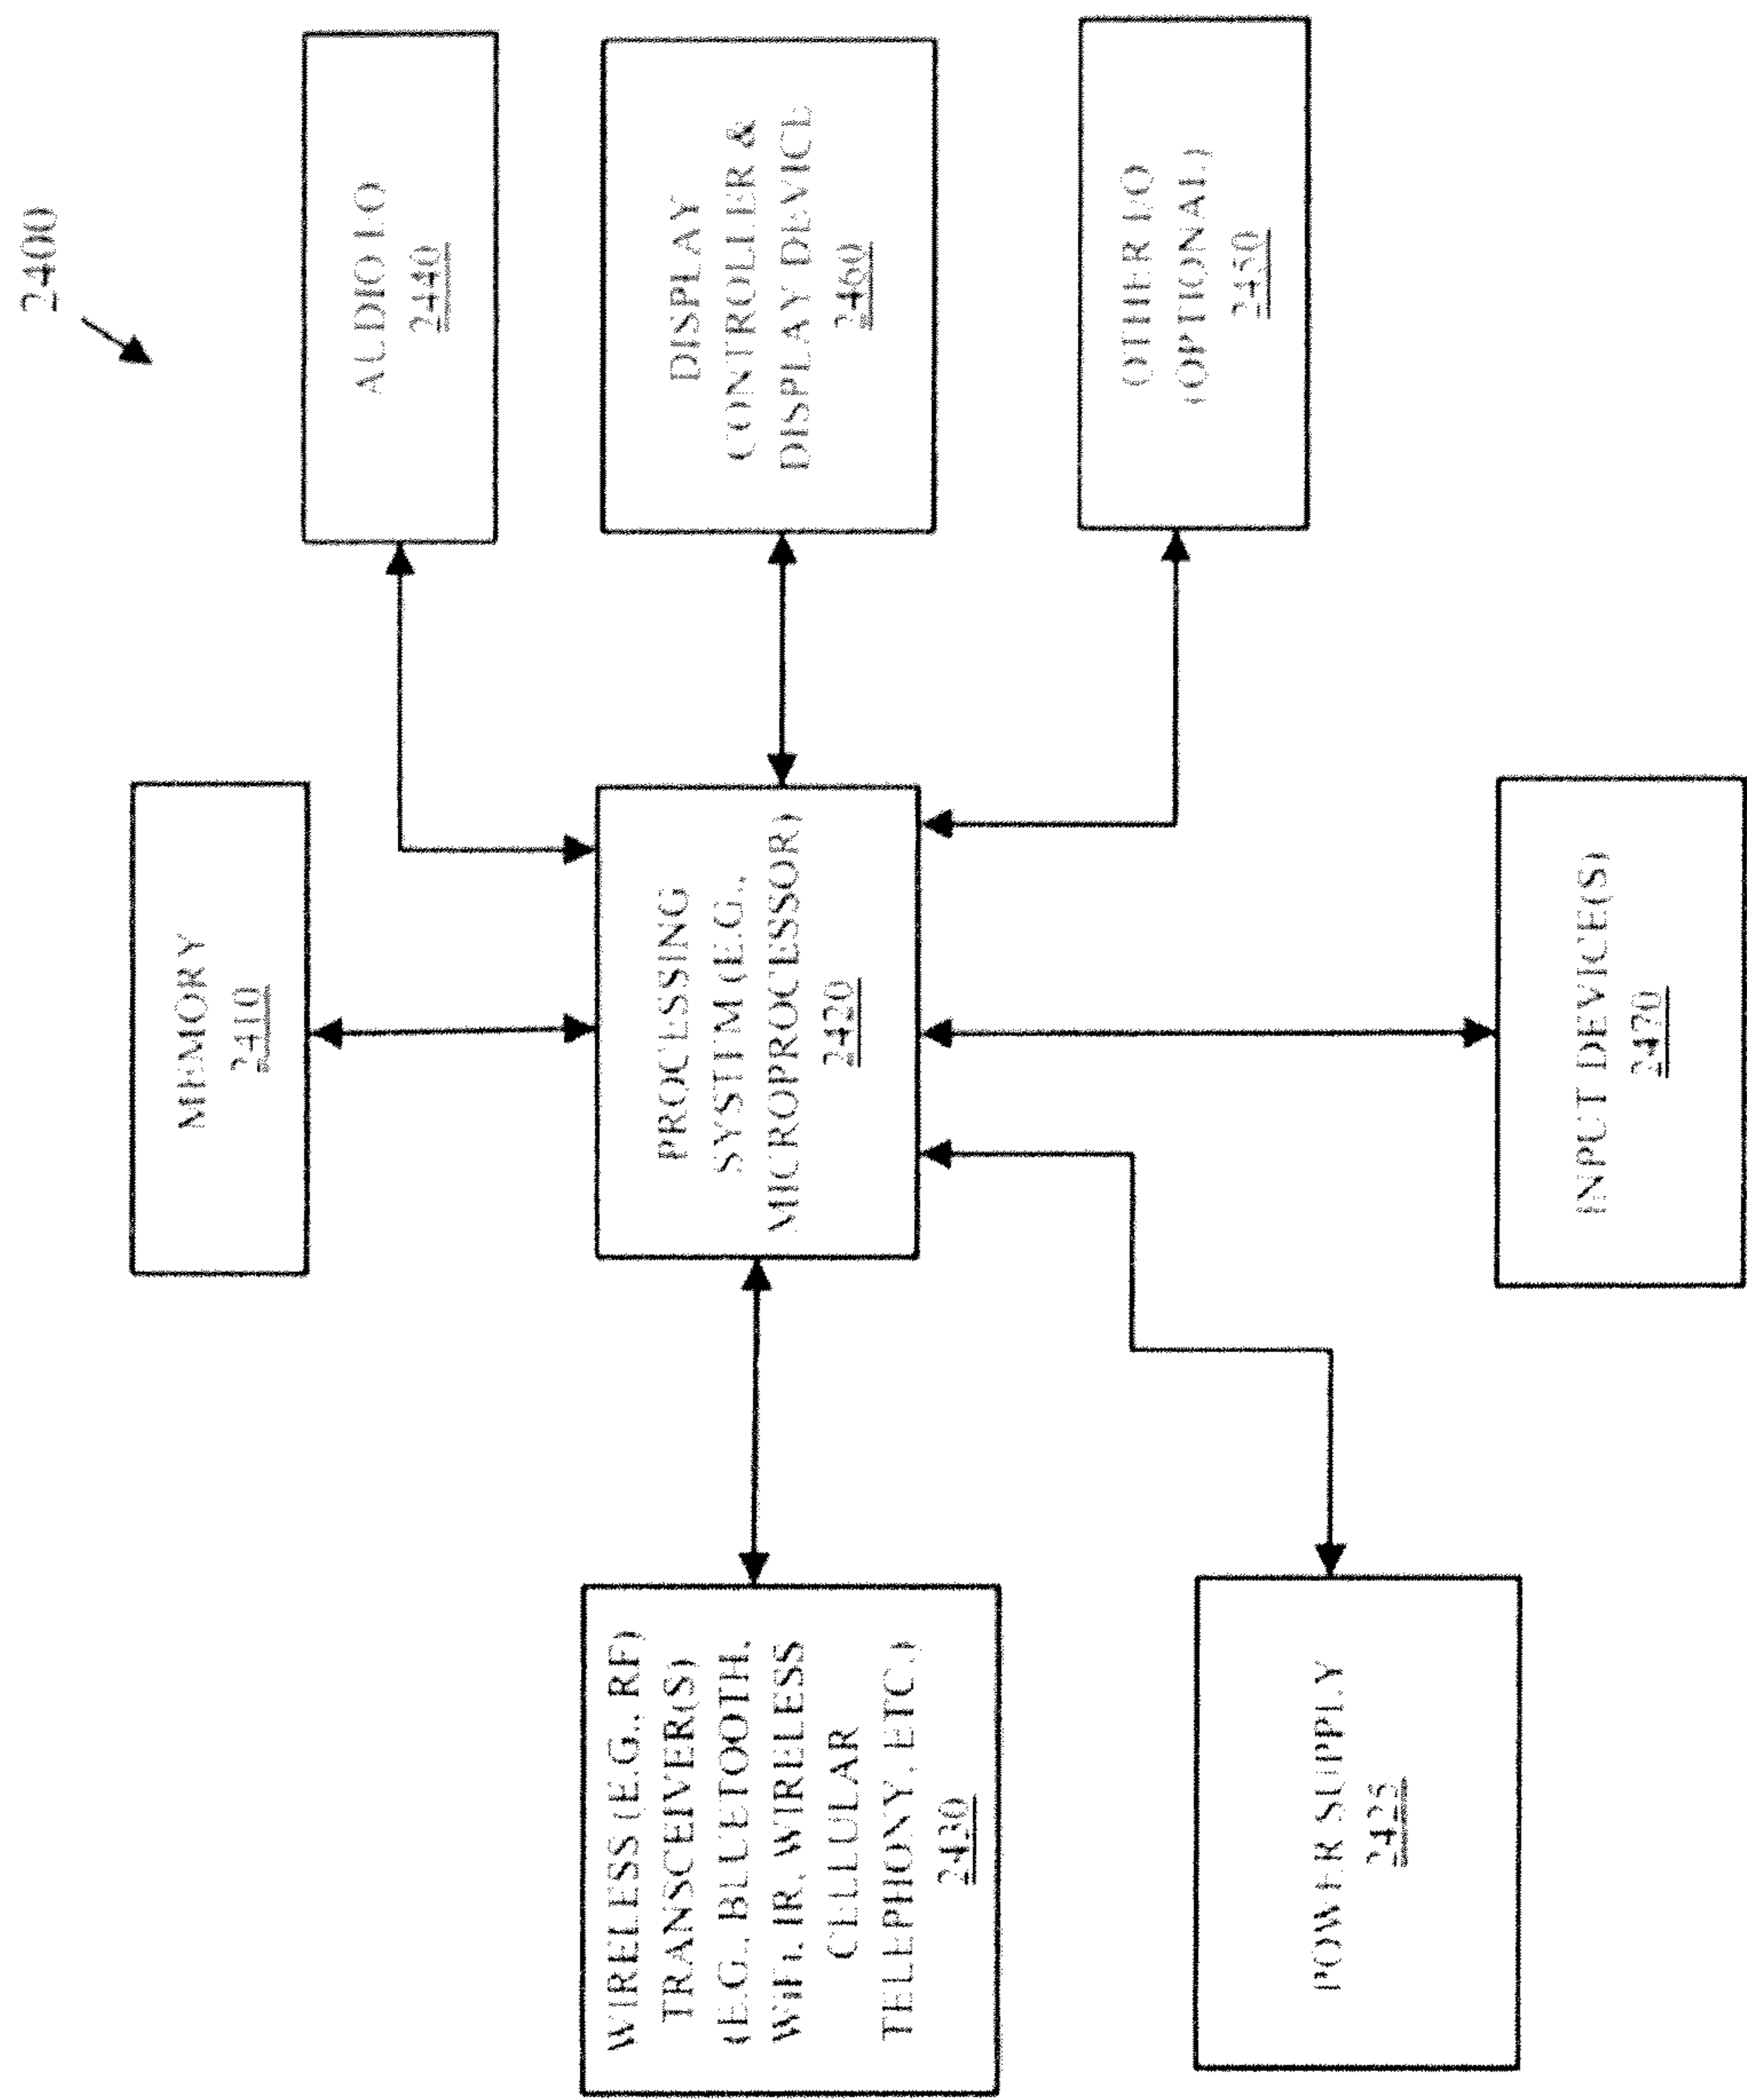 2400
MEMORY
2410
AUDIO I/O
2440
PROCESSING
SYSTEM (E.G.,
MICROPROCESSOR)
2420
DISPLAY
CONTROLLER &
DISPLAY DEVICE
2460
WIRELESS (E.G., RF)
TRANSCEIVER(S)
(E.G., BLUETOOTH,
WiFi, IR, WIRELESS
CELLULAR
TELEPHONY, ETC.)
2430
OTHER I/O
(OPTIONAL)
2450
POWER SUPPLY
2425
INPUT DEVICE(S)
2470